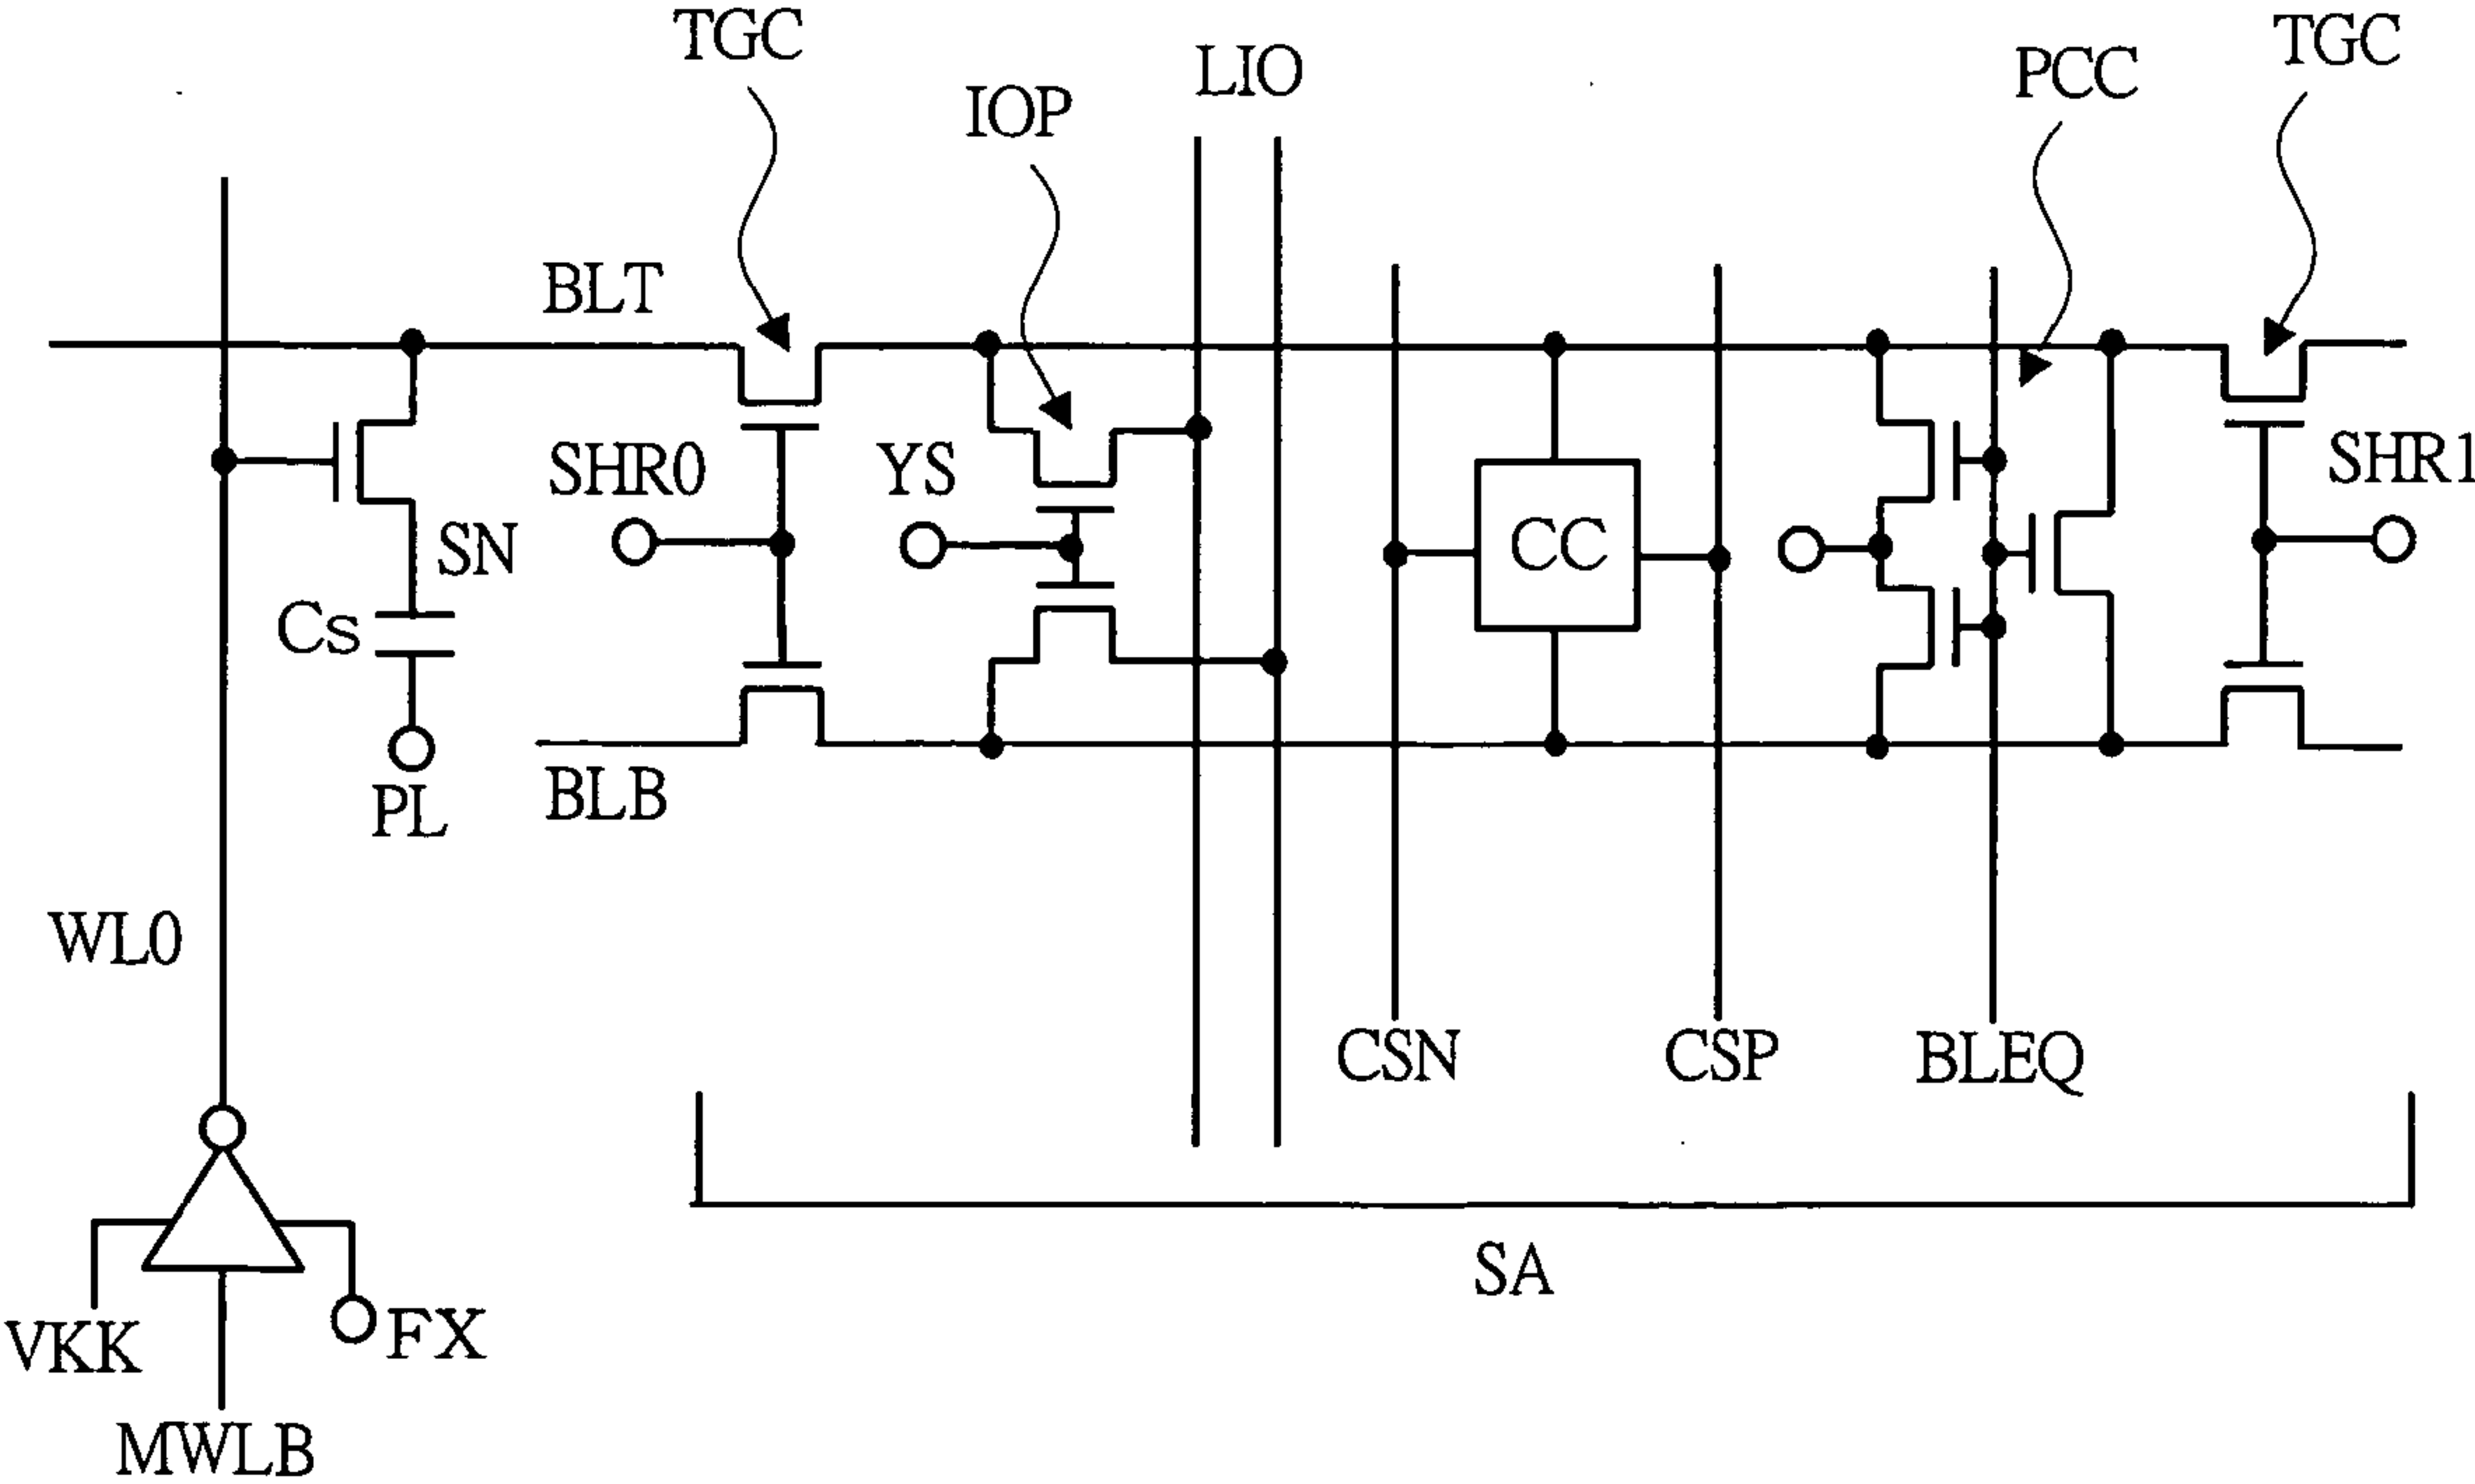 TGC
TGC
LIO
PCC
IOP
BLT
SHR0
YS
SHR1
SN
CC
Cs
PL
BLB
WL0
CSN
CSP
BLEQ
SA
VKK
FX
MWLB